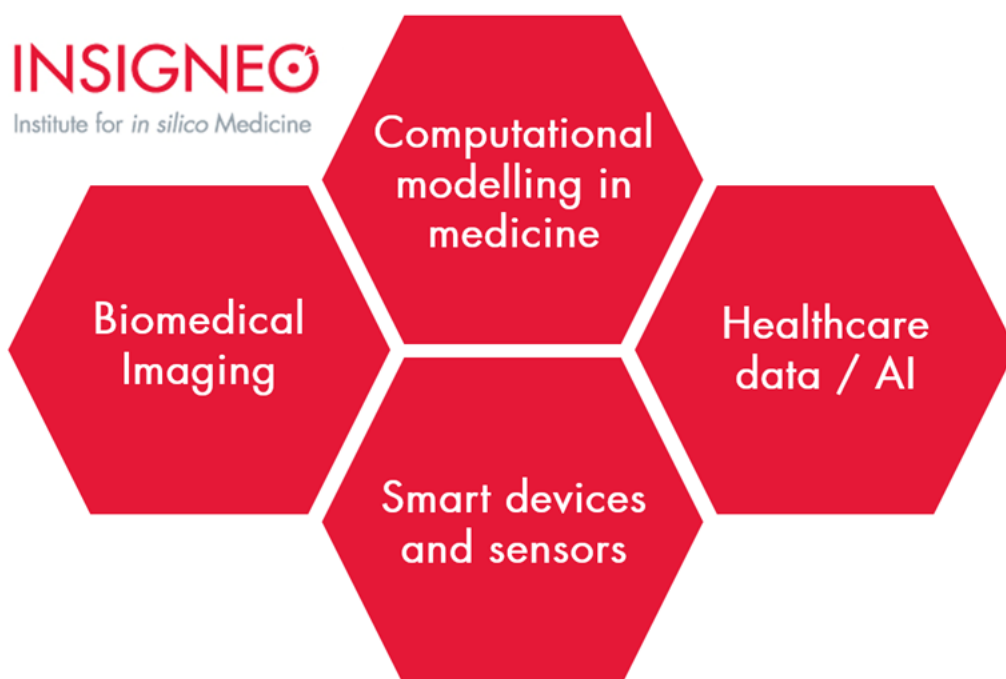 INSIGNEO
Institute for in silico Medicine
Computational
modelling in
medicine
Biomedical
Imaging
Healthcare
data / AI
Smart devices
and sensors